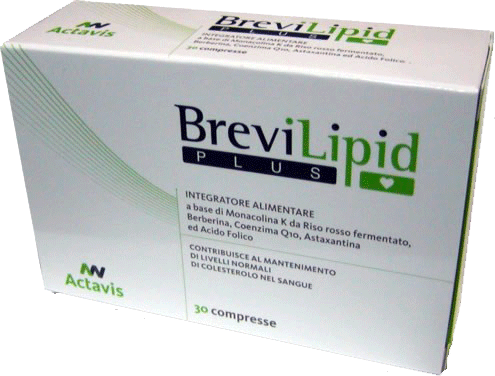 BreviLipid
PLUS
INTEGRATORE ALIMENTARE
a base di Monacolina K da Riso rosso fermentato,
Berberina, Coenzima Q10, Astaxantina ed Acido Folico
30 compresse
Actavis
BreviLipid
PLUS
INTEGRATORE ALIMENTARE
a base di Monacolina K da Riso rosso fermentato,
Berberina, Coenzima Q10, Astaxantina
ed Acido Folico
CONTRIBUISCE AL MANTENIMENTO
DI LIVELLI NORMALI
DI COLESTEROLO NEL SANGUE
Actavis
30 compresse